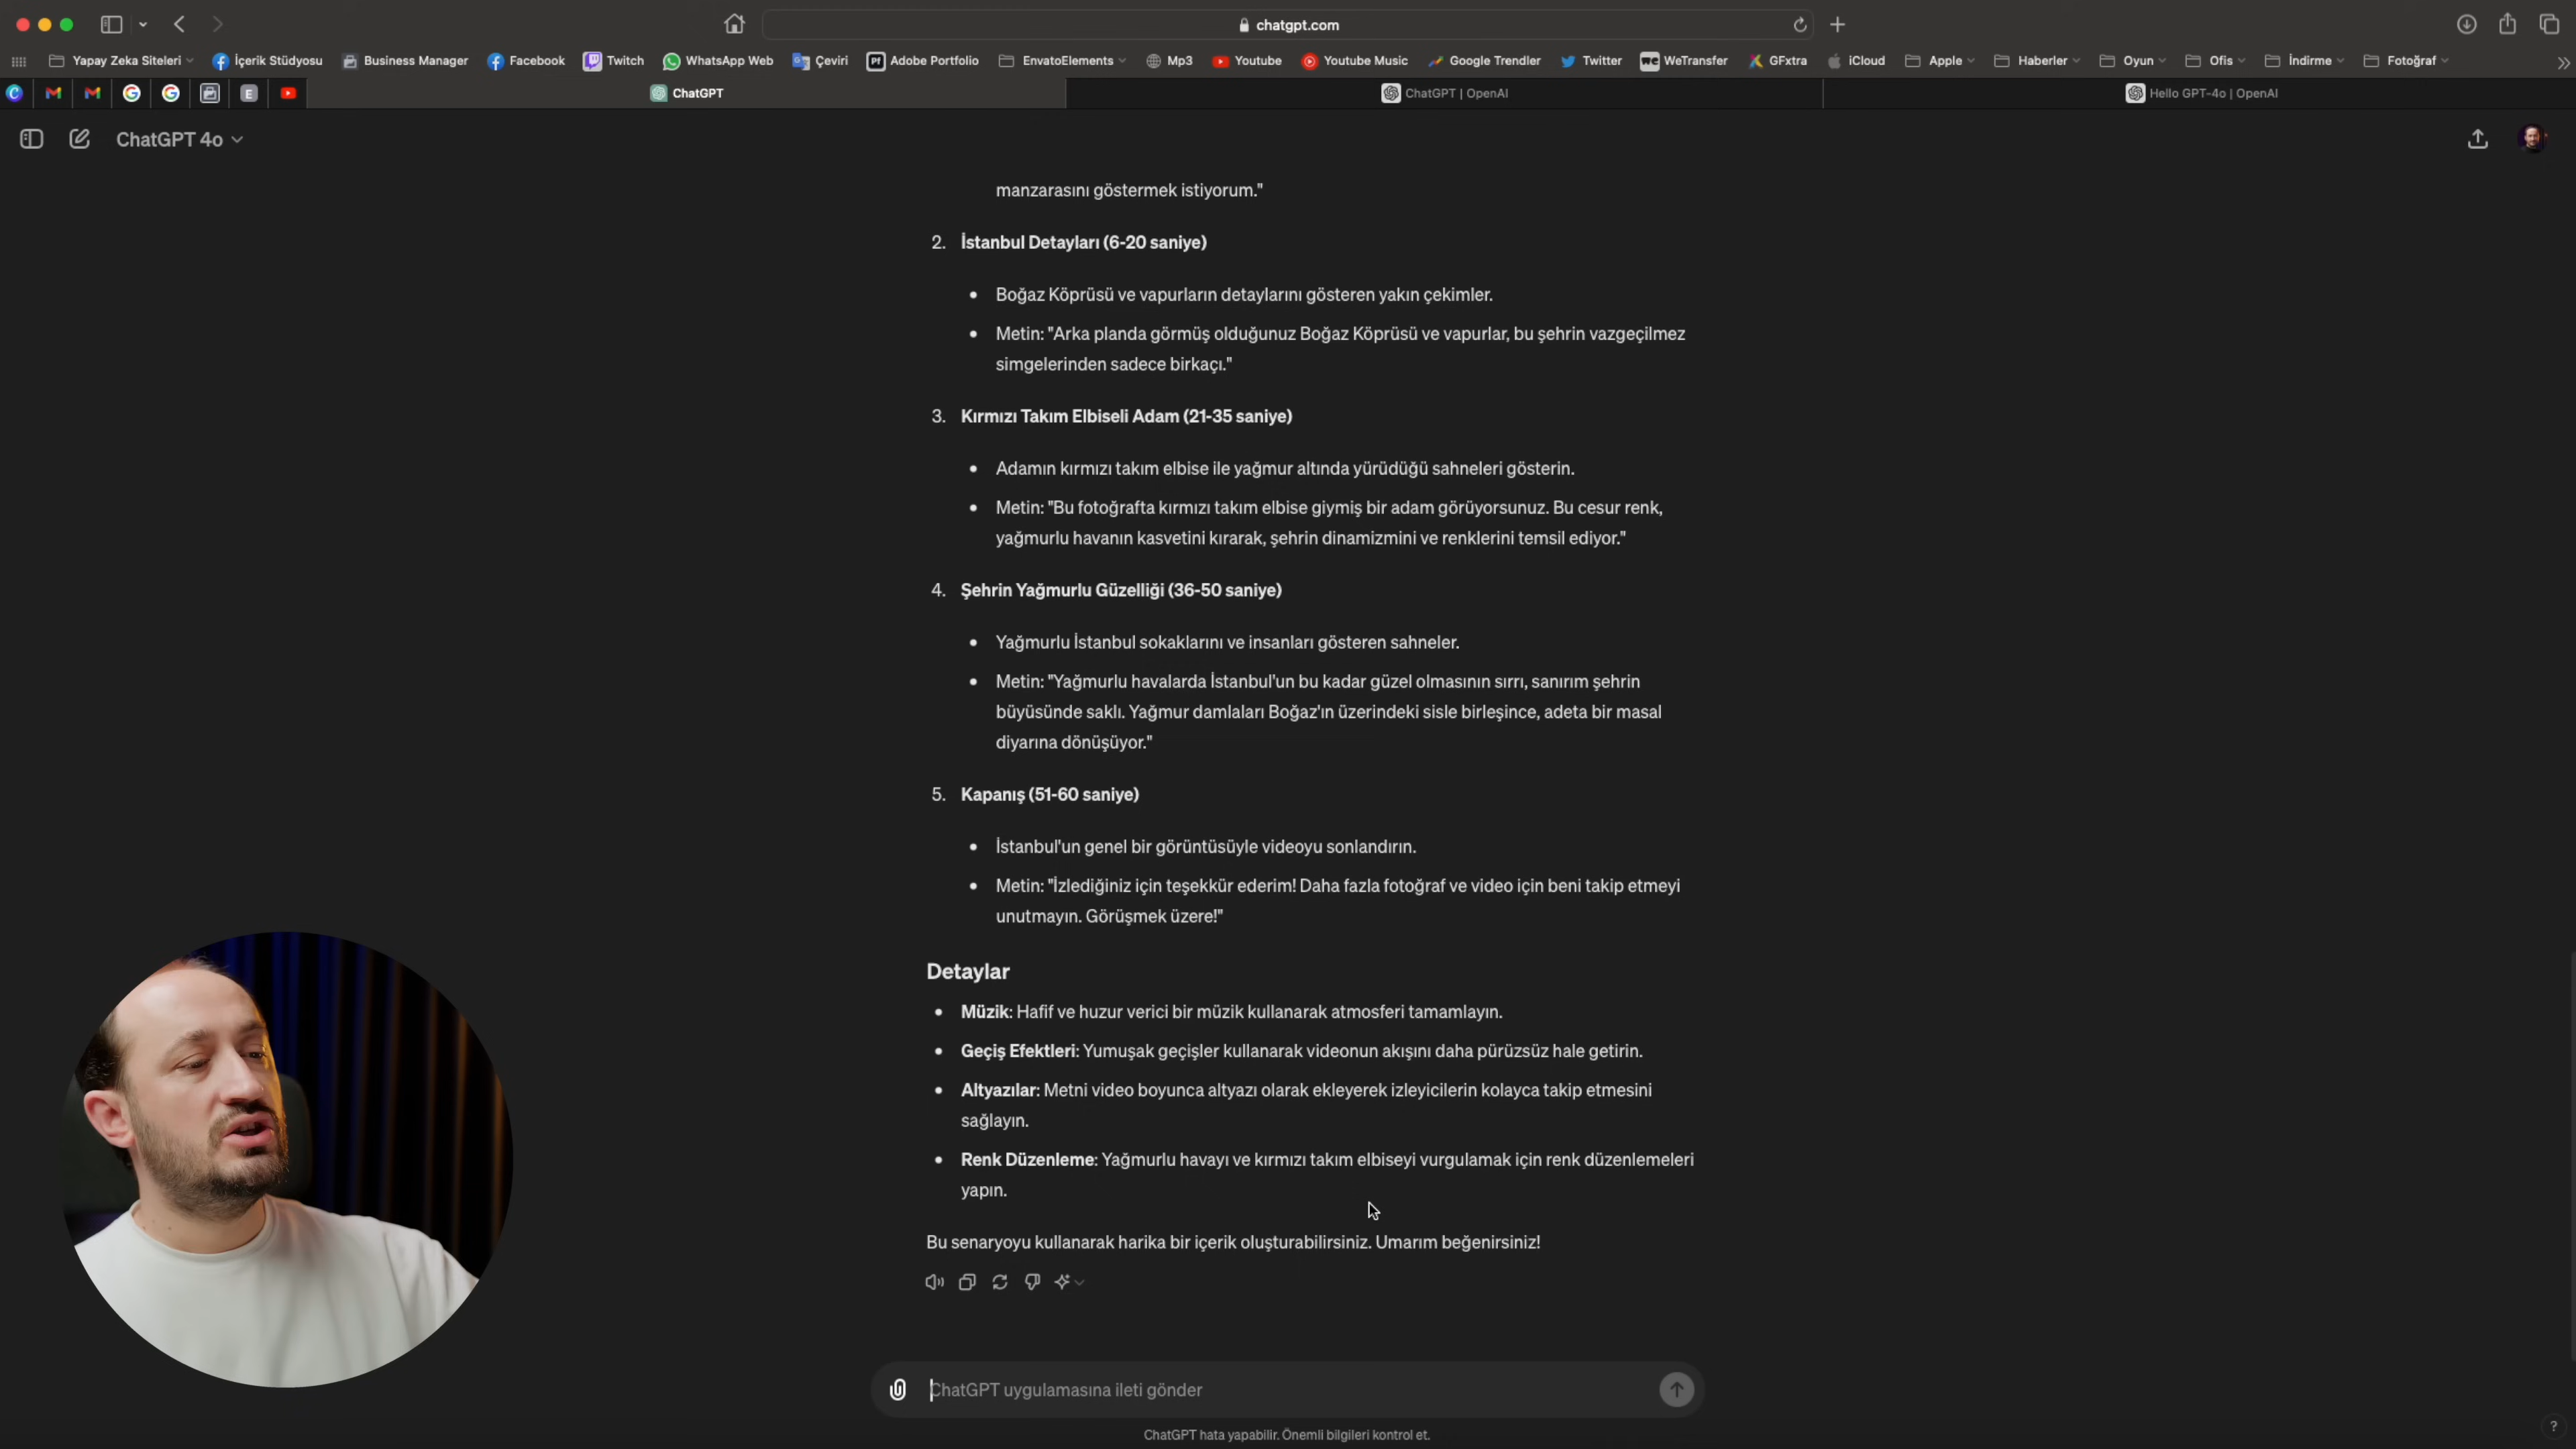 chatgpt.com
Yapay Zeka Siteleri
İçerik Stüdyosu
Business Manager
Facebook
Twitch
WhatsApp Web
Çeviri
Adobe Portfolio
EnvatoElements
Mp3
Youtube
Youtube Music
Google Trendler
Twitter
WeTransfer
GFxtra
iCloud
Apple
Haberler
Oyun
Ofis
İndirme
Fotoğraf
ChatGPT
ChatGPT | OpenAI
Hello GPT-4o | OpenAI
ChatGPT 4o
manzarasını göstermek istiyorum."
2. İstanbul Detayları (6-20 saniye)
• Boğaz Köprüsü ve vapurların detaylarını gösteren yakın çekimler.
• Metin: "Arka planda görmüş olduğunuz Boğaz Köprüsü ve vapurlar, bu şehrin vazgeçilmez
simgelerinden sadece birkaçı."
3. Kırmızı Takım Elbiseli Adam (21-35 saniye)
• Adamın kırmızı takım elbise ile yağmur altında yürüdüğü sahneleri gösterin.
• Metin: "Bu fotoğrafta kırmızı takım elbise giymiş bir adam görüyorsunuz. Bu cesur renk,
yağmurlu havanın kasvetini kırarak, şehrin dinamizmini ve renklerini temsil ediyor."
4. Şehrin Yağmurlu Güzelliği (36-50 saniye)
• Yağmurlu İstanbul sokaklarını ve insanları gösteren sahneler.
• Metin: "Yağmurlu havalarda İstanbul'un bu kadar güzel olmasının sırrı, sanırım şehrin
büyüsünde saklı. Yağmur damlaları Boğaz'ın üzerindeki sisle birleşince, adeta bir masal
diyarına dönüşüyor."
5. Kapanış (51-60 saniye)
• İstanbul'un genel bir görüntüsüyle videoyu sonlandırın.
• Metin: "İzlediğiniz için teşekkür ederim! Daha fazla fotoğraf ve video için beni takip etmeyi
unutmayın. Görüşmek üzere!"
Detaylar
• Müzik: Hafif ve huzur verici bir müzik kullanarak atmosferi tamamlayın.
• Geçiş Efektleri: Yumuşak geçişler kullanarak videonun akışını daha pürüzsüz hale getirin.
• Altyazılar: Metni video boyunca altyazı olarak ekleyerek izleyicilerin kolayca takip etmesini
sağlayın.
• Renk Düzenleme: Yağmurlu havayı ve kırmızı takım elbiseyi vurgulamak için renk düzenlemeleri
yapın.
Bu senaryoyu kullanarak harika bir içerik oluşturabilirsiniz. Umarım beğenirsiniz!
ChatGPT uygulamasına ileti gönder
ChatGPT hata yapabilir. Önemli bilgileri kontrol et.
?